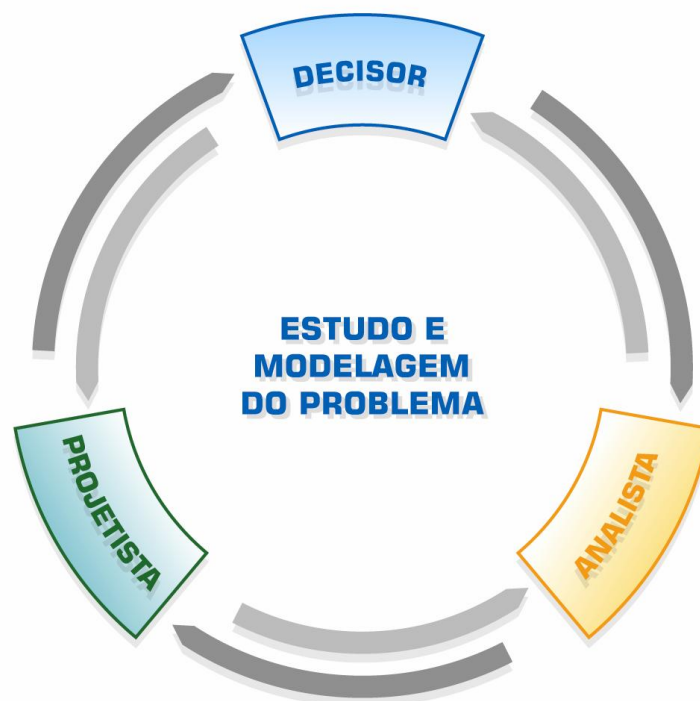 DECISOR
ESTUDO E
MODELAGEM
DO PROBLEMA
PROJETISTA
ANALISTA